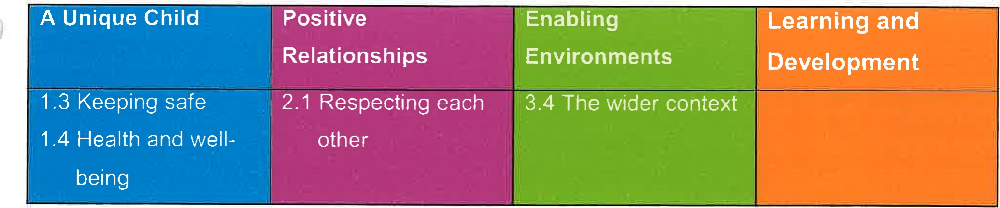 A Unique Child
Positive
Relationships
Enabling
Environments
Learning and
Development
1.3 Keeping safe
1.4 Health and well-
being
2.1 Respecting each
other
3.4 The wider context